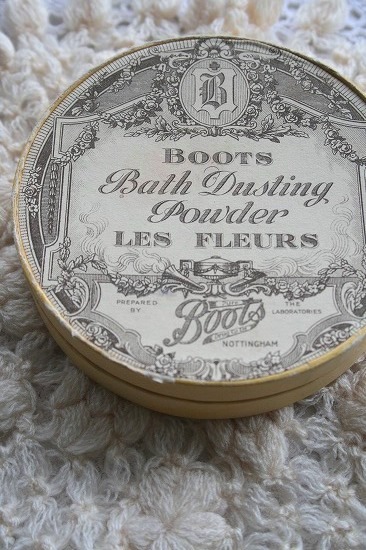 B
BOOTS
Bath Dusting
Powder
LES FLEURS
PREPARED
BY
Boots
THE
LABORATORIES
NOTTINGHAM